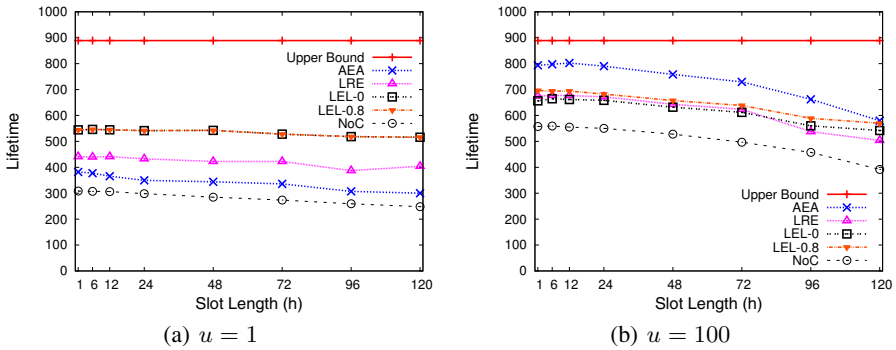 1000
900
800
700
600
500
400
300
200
100
0
Lifetime
Upper Bound
AEA
LRE
LEL-0
LEL-0.8
NoC
1 6 12 24 48 72 96 120
Slot Length (h)
(a) u = 1
1000
900
800
700
600
500
400
300
200
100
0
Lifetime
Upper Bound
AEA
LRE
LEL-0
LEL-0.8
NoC
1 6 12 24 48 72 96 120
Slot Length (h)
(b) u = 100